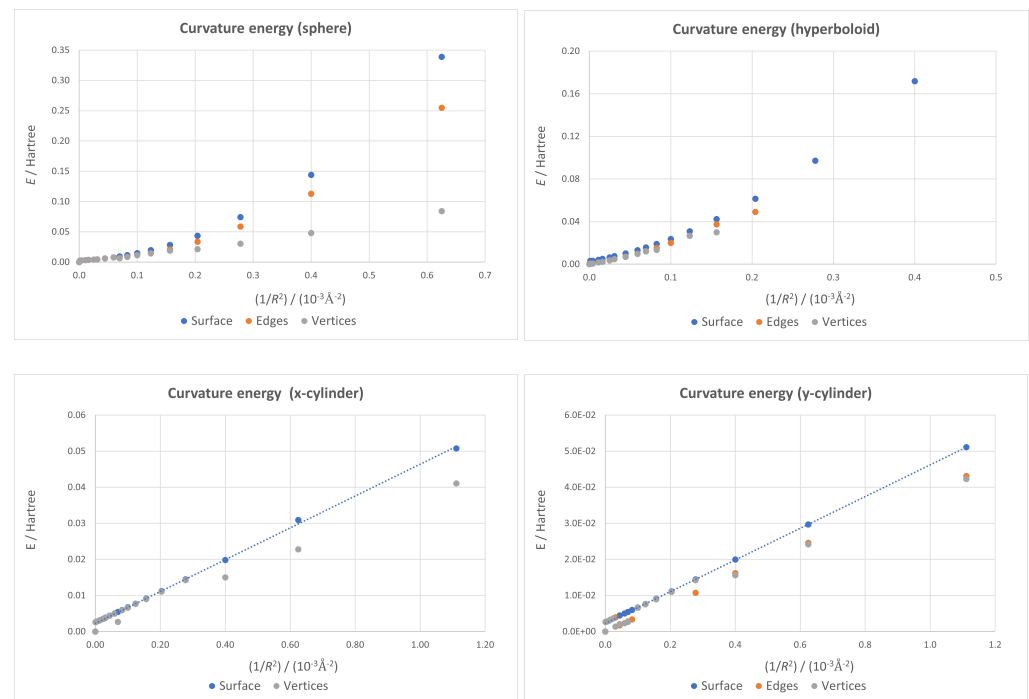 Curvature energy (sphere)
E / Hartree
0.35
0.30
0.25
0.20
0.15
0.10
0.05
0.00
0.0 0.1 0.2 0.3 0.4 0.5 0.6 0.7
(1/R²) / (10⁻³Å⁻²)
Surface Edges Vertices
Curvature energy (hyperboloid)
E / Hartree
0.20
0.16
0.12
0.08
0.04
0.00
0.0 0.1 0.2 0.3 0.4 0.5
(1/R²) / (10⁻³Å⁻²)
Surface Edges Vertices
Curvature energy (x-cylinder)
E / Hartree
0.06
0.05
0.04
0.03
0.02
0.01
0.00
0.00 0.20 0.40 0.60 0.80 1.00 1.20
(1/R²) / (10⁻³Å⁻²)
Surface Vertices
Curvature energy (y-cylinder)
E / Hartree
6.0E-02
5.0E-02
4.0E-02
3.0E-02
2.0E-02
1.0E-02
0.0E+00
0.0 0.2 0.4 0.6 0.8 1.0 1.2
(1/R²) / (10⁻³Å⁻²)
Surface Edges Vertices